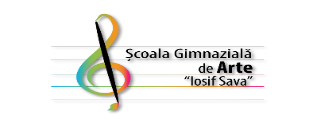 Școala Gimnazială
de Arte
“Iosif Sava”